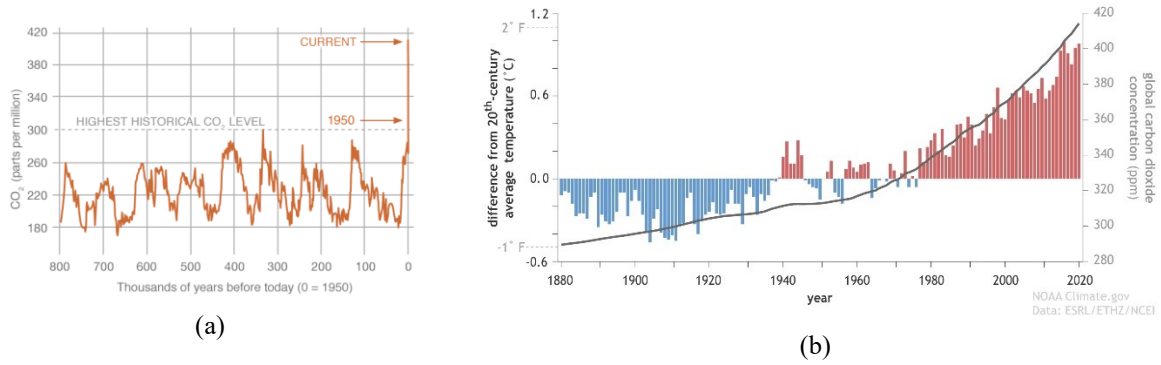 420
380
340
300
260
220
180
CO₂ (parts per million)
CURRENT
1950
HIGHEST HISTORICAL CO₂ LEVEL
800 700 600 500 400 300 200 100 0
Thousands of years before today (0 = 1950)
(a)
1.2
0.6
0.0
-0.6
2˚ F
-1˚ F
difference from 20th-century
average temperature (˚C)
420
400
380
360
340
320
300
280
global carbon dioxide
concentration (ppm)
1880 1900 1920 1940 1960 1980 2000 2020
year
NOAA Climate.gov
Data: ESRL/ETHZ/NCEI
(b)